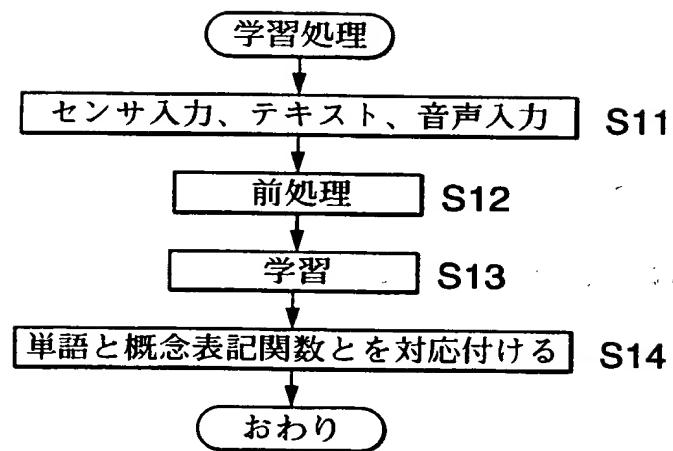 学習処理
センサ入力、テキスト、音声入力 S11
前処理 S12
学習 S13
単語と概念表記関数とを対応付ける S14
おわり